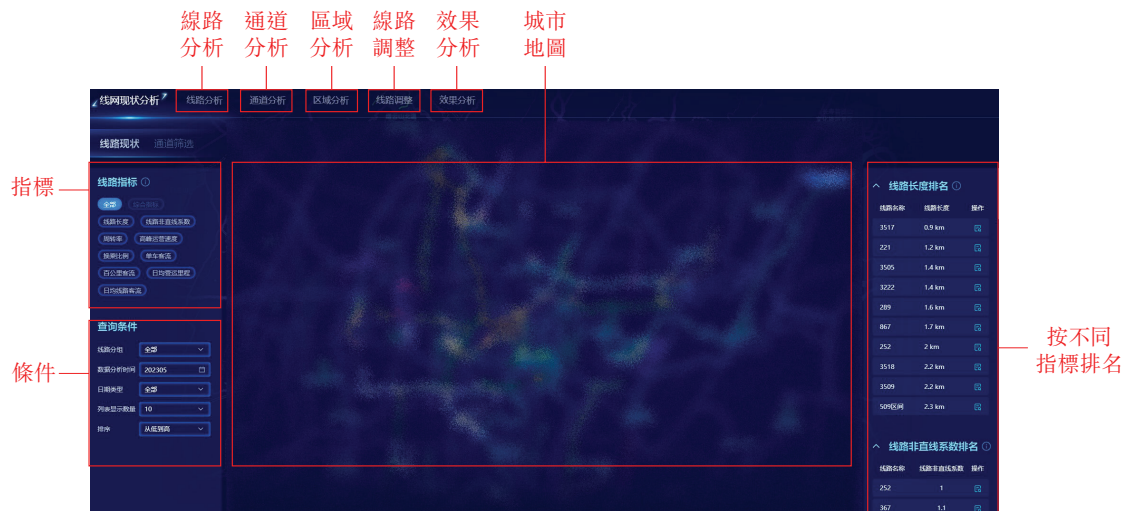 線路
分析
通道
分析
區域
分析
線路
調整
效果
分析
城市
地圖
线网现状分析
线路分析
通道分析
区域分析
线路调整
效果分析
线路现状
通道筛选
指標
线路指标
全部
综合指标
线路长度
线路非直线系数
周转率
高峰运营速度
换乘比例
单车客流
百公里客流
日均营运里程
日均线路客流
條件
查询条件
线路分组 全部
数据分析时间 202305
日期类型 全部
列表显示数量 10
排序 从低到高
线路长度排名
线路名称 线路长度 操作
3517 0.9 km
221 1.2 km
3505 1.4 km
3222 1.4 km
289 1.6 km
867 1.7 km
252 2 km
3518 2.2 km
3509 2.2 km
509区间 2.3 km
线路非直线系数排名
线路名称 线路非直线系数 操作
252 1
367 1.1
按不同
指標排名